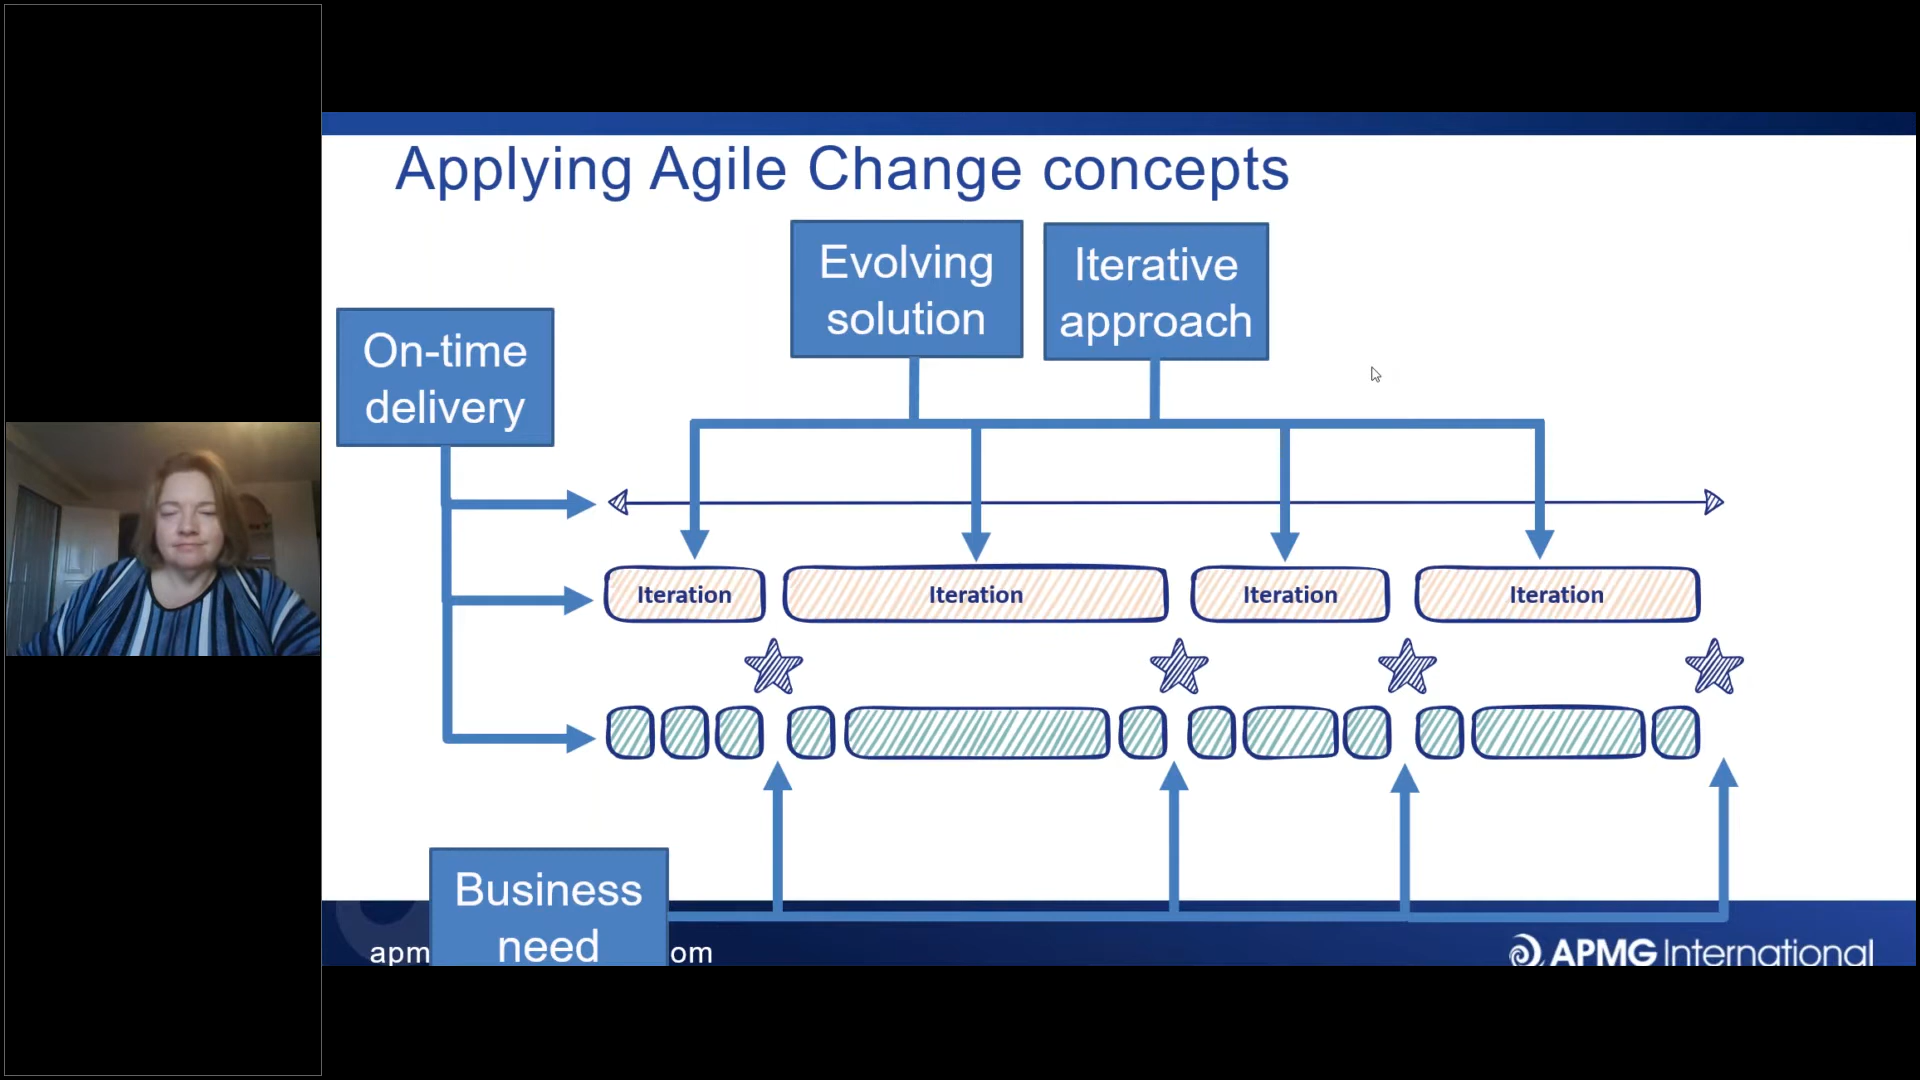 Applying Agile Change concepts
Evolving
solution
Iterative
approach
On-time
delivery
Iteration
Iteration
Iteration
Iteration
Business
need
apm
om
APMG International